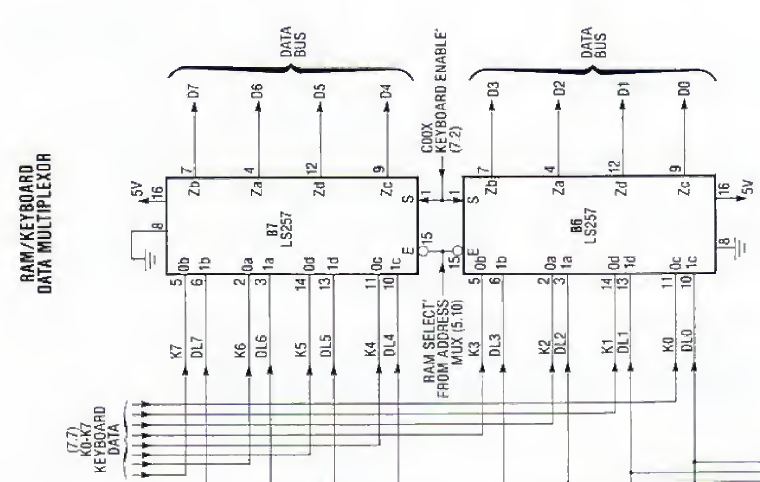 RAM/KEYBOARD
DATA MULTIPLEXOR
DATA
BUS
D7
D6
D5
D4
7
4
12
9
5V
16
8
Zb
Za
Zd
Zc
S
1
B7
LS257
E
15
5
0b
6
1b
2
0a
3
1a
14
0d
13
1d
11
0c
10
1c
K7
DL7
K6
DL6
K5
DL5
K4
DL4
C00X
KEYBOARD ENABLE'
(7.2)
RAM SELECT'
FROM ADDRESS
MUX (5.10)
DATA
BUS
D3
D2
D1
D0
7
4
12
9
Zb
Za
Zd
Zc
S
1
B6
LS257
E
15
16
5V
8
5
0b
6
1b
2
0a
3
1a
14
0d
13
1d
11
0c
10
1c
K3
DL3
K2
DL2
K1
DL1
K0
DL0
(7.7)
K0-K7
KEYBOARD
DATA